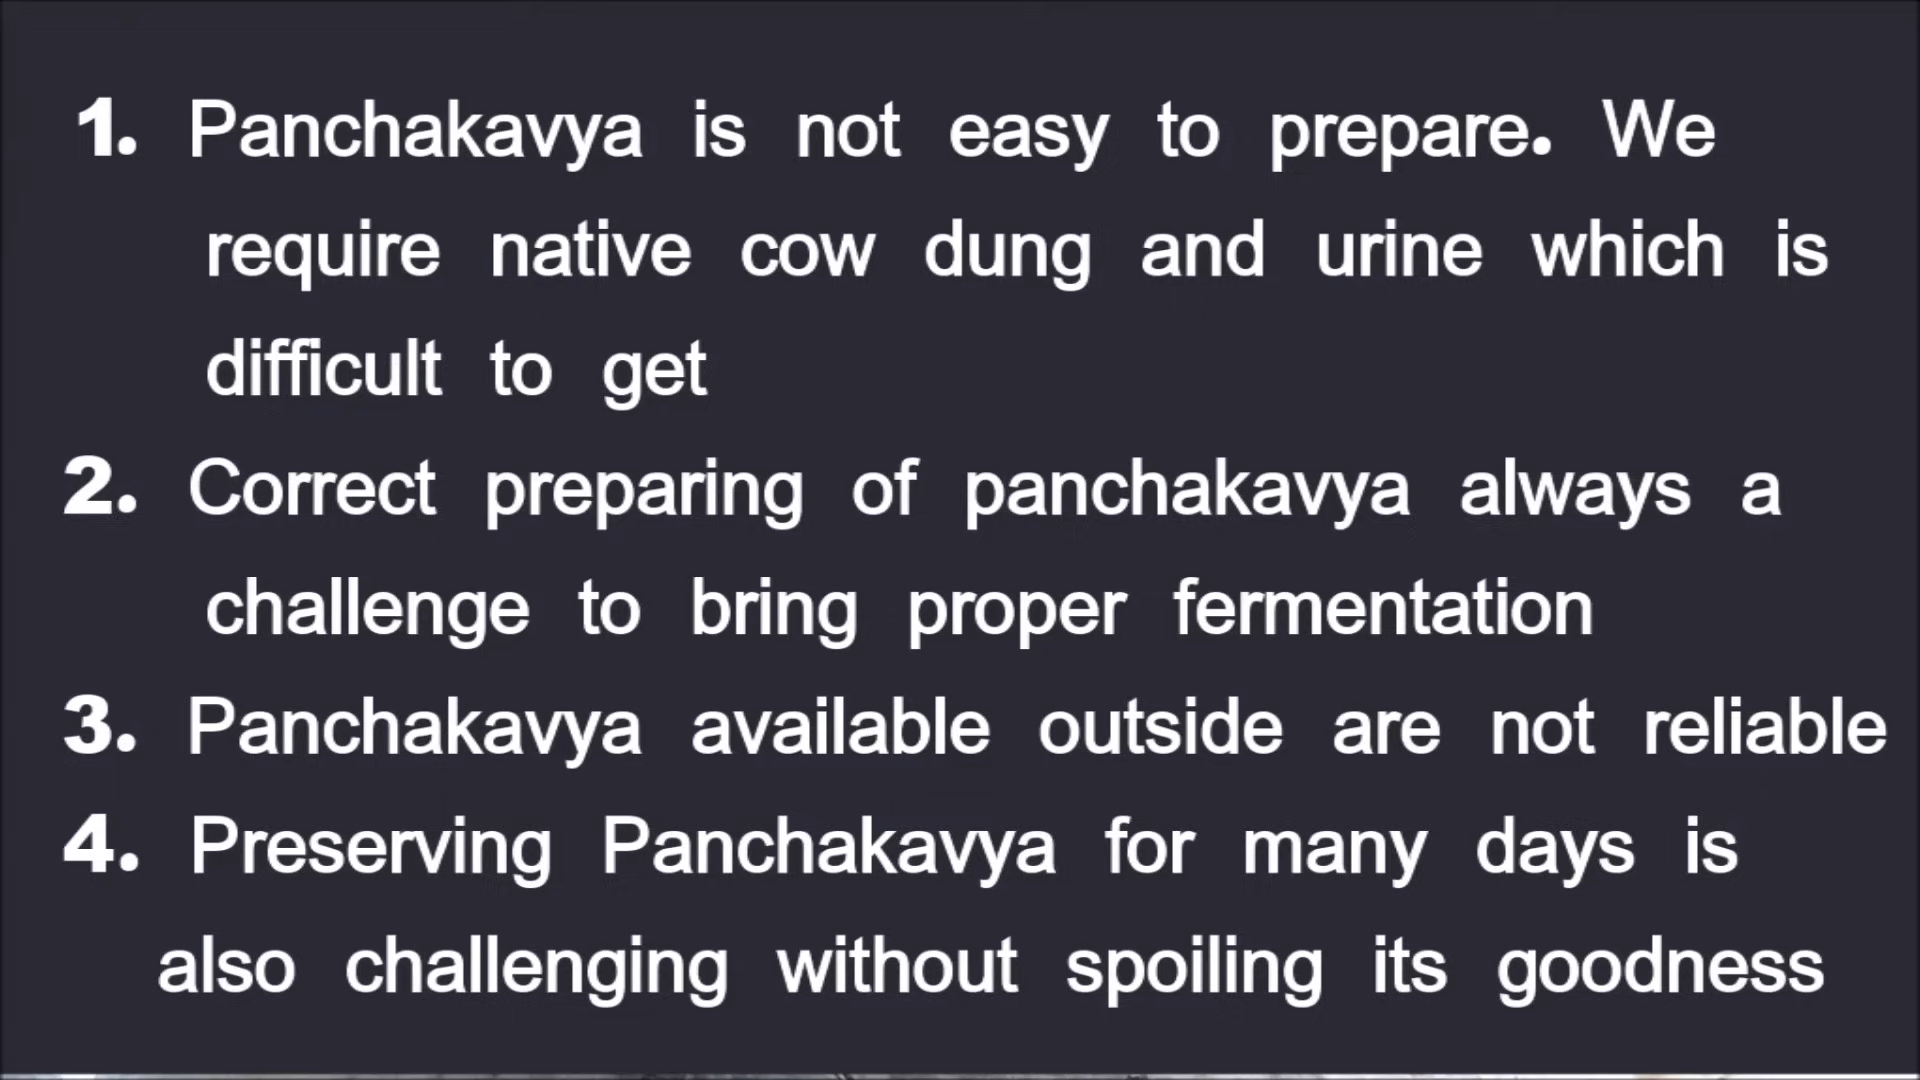 1. Panchakavya is not easy to prepare. We
require native cow dung and urine which is
difficult to get
2. Correct preparing of panchakavya always a
challenge to bring proper fermentation
3. Panchakavya available outside are not reliable
4. Preserving Panchakavya for many days is
also challenging without spoiling its goodness